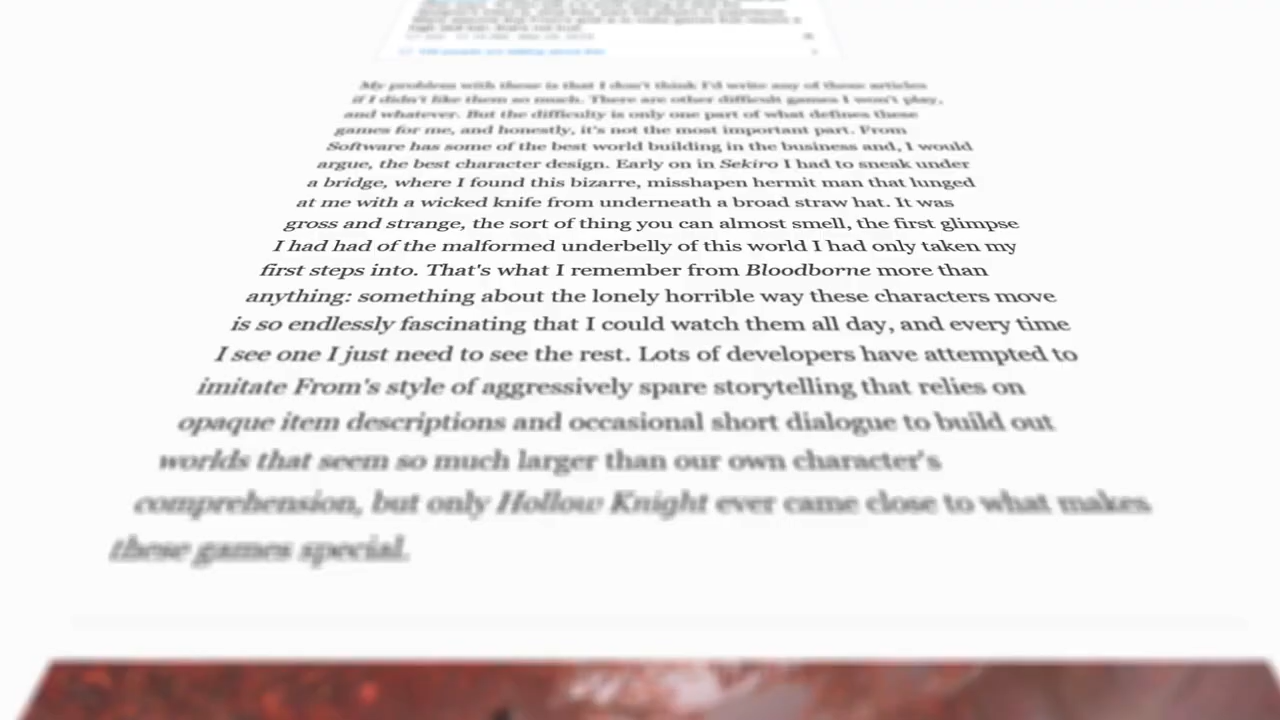 My problem with these is that I don't think I'd write any of these articles
if I didn't like them so much. There are other difficult games I won't play,
and whatever. But the difficulty is only one part of what defines these
games for me, and honestly, it's not the most important part. From
Software has some of the best world building in the business and, I would
argue, the best character design. Early on in Sekiro I had to sneak under
a bridge, where I found this bizarre, misshapen hermit man that lunged
at me with a wicked knife from underneath a broad straw hat. It was
gross and strange, the sort of thing you can almost smell, the first glimpse
I had had of the malformed underbelly of this world I had only taken my
first steps into. That's what I remember from Bloodborne more than
anything: something about the lonely horrible way these characters move
is so endlessly fascinating that I could watch them all day, and every time
I see one I just need to see the rest. Lots of developers have attempted to
imitate From's style of aggressively spare storytelling that relies on
opaque item descriptions and occasional short dialogue to build out
worlds that seem so much larger than our own character's
comprehension, but only Hollow Knight ever came close to what makes
these games special.